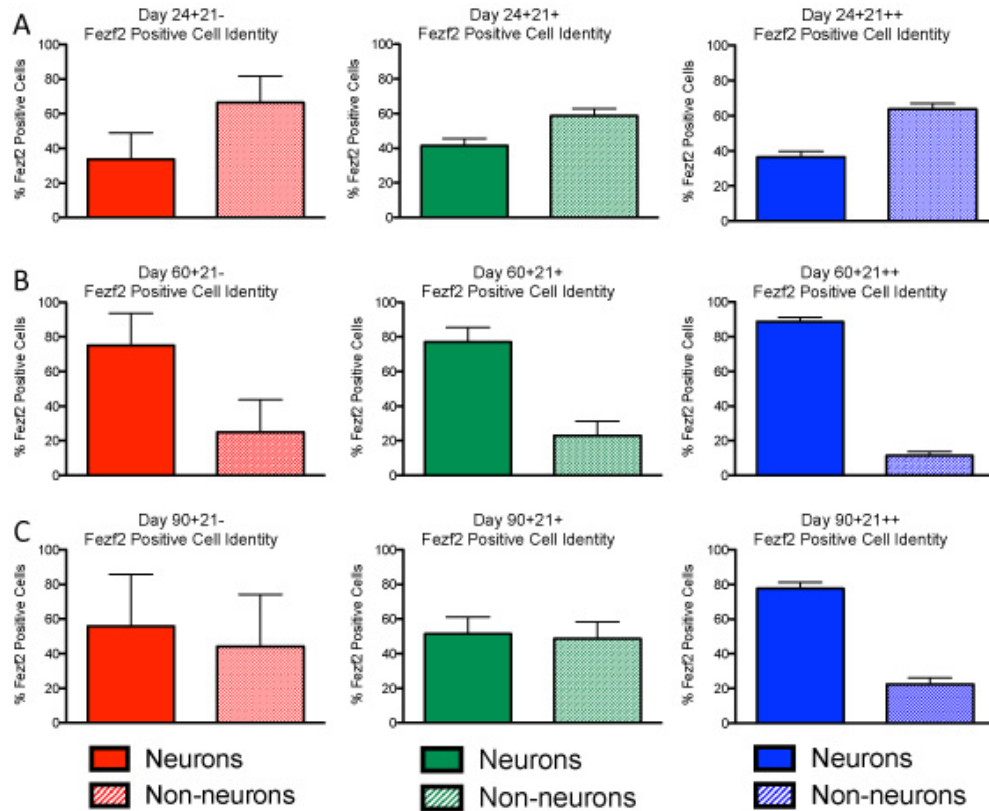 A
Day 24+21-
Fezf2 Positive Cell Identity
% Fezf2 Positive Cells
100
80
60
40
20
0
Day 24+21+
Fezf2 Positive Cell Identity
% Fezf2 Positive Cells
100
80
60
40
20
0
Day 24+21++
Fezf2 Positive Cell Identity
% Fezf2 Positive Cells
100
80
60
40
20
0
B
Day 60+21-
Fezf2 Positive Cell Identity
% Fezf2 Positive Cells
100
80
60
40
20
0
Day 60+21+
Fezf2 Positive Cell Identity
% Fezf2 Positive Cells
100
80
60
40
20
0
Day 60+21++
Fezf2 Positive Cell Identity
% Fezf2 Positive Cells
100
80
60
40
20
0
C
Day 90+21-
Fezf2 Positive Cell Identity
% Fezf2 Positive Cells
100
80
60
40
20
0
Day 90+21+
Fezf2 Positive Cell Identity
% Fezf2 Positive Cells
100
80
60
40
20
0
Day 90+21++
Fezf2 Positive Cell Identity
% Fezf2 Positive Cells
100
80
60
40
20
0
Neurons
Non-neurons
Neurons
Non-neurons
Neurons
Non-neurons